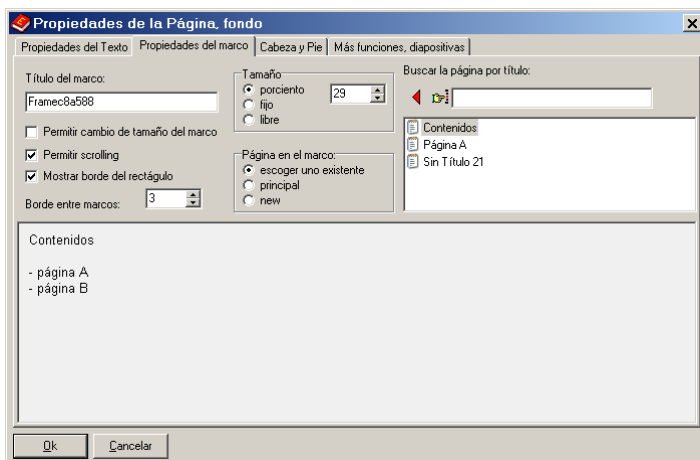 Propiedades de la Página, fondo
Propiedades del Texto
Propiedades del marco
Cabeza y Pie
Más funciones, diapositivas
Título del marco:
Framec8a588
Permitir cambio de tamaño del marco
Permitir scrolling
Mostrar borde del rectágulo
Borde entre marcos:
3
Tamaño
porciento
29
fijo
libre
Página en el marco:
escoger uno existente
principal
new
Buscar la página por título:
Contenidos
Página A
Sin Título 21
Contenidos
- página A
- página B
Ok
Cancelar